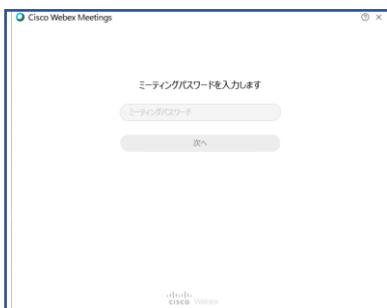 Cisco Webex Meetings
ミーティングパスワードを入力します
ミーティングパスワード
次へ
CISCO Webex